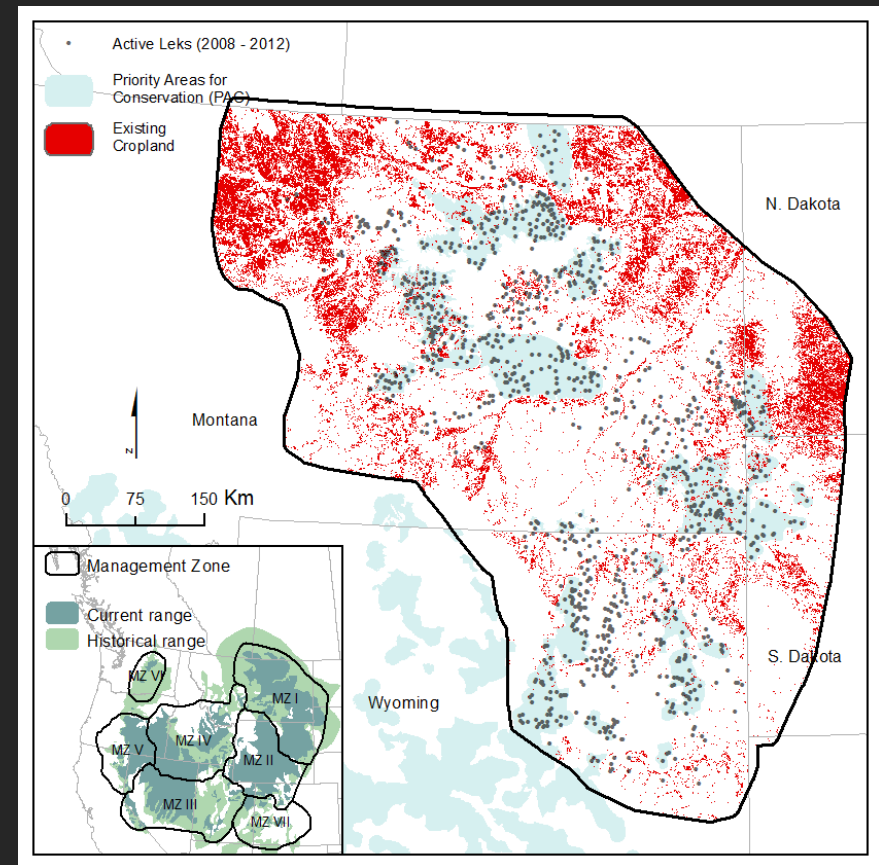 Active Leks (2008 - 2012)
Priority Areas for
Conservation (PAC)
Existing
Cropland
N. Dakota
Montana
N
0 75 150 Km
Management Zone
Current range
Historical range
S. Dakota
Wyoming
MZ VI
MZ I
MZ V
MZ IV
MZ II
MZ III
MZ VII